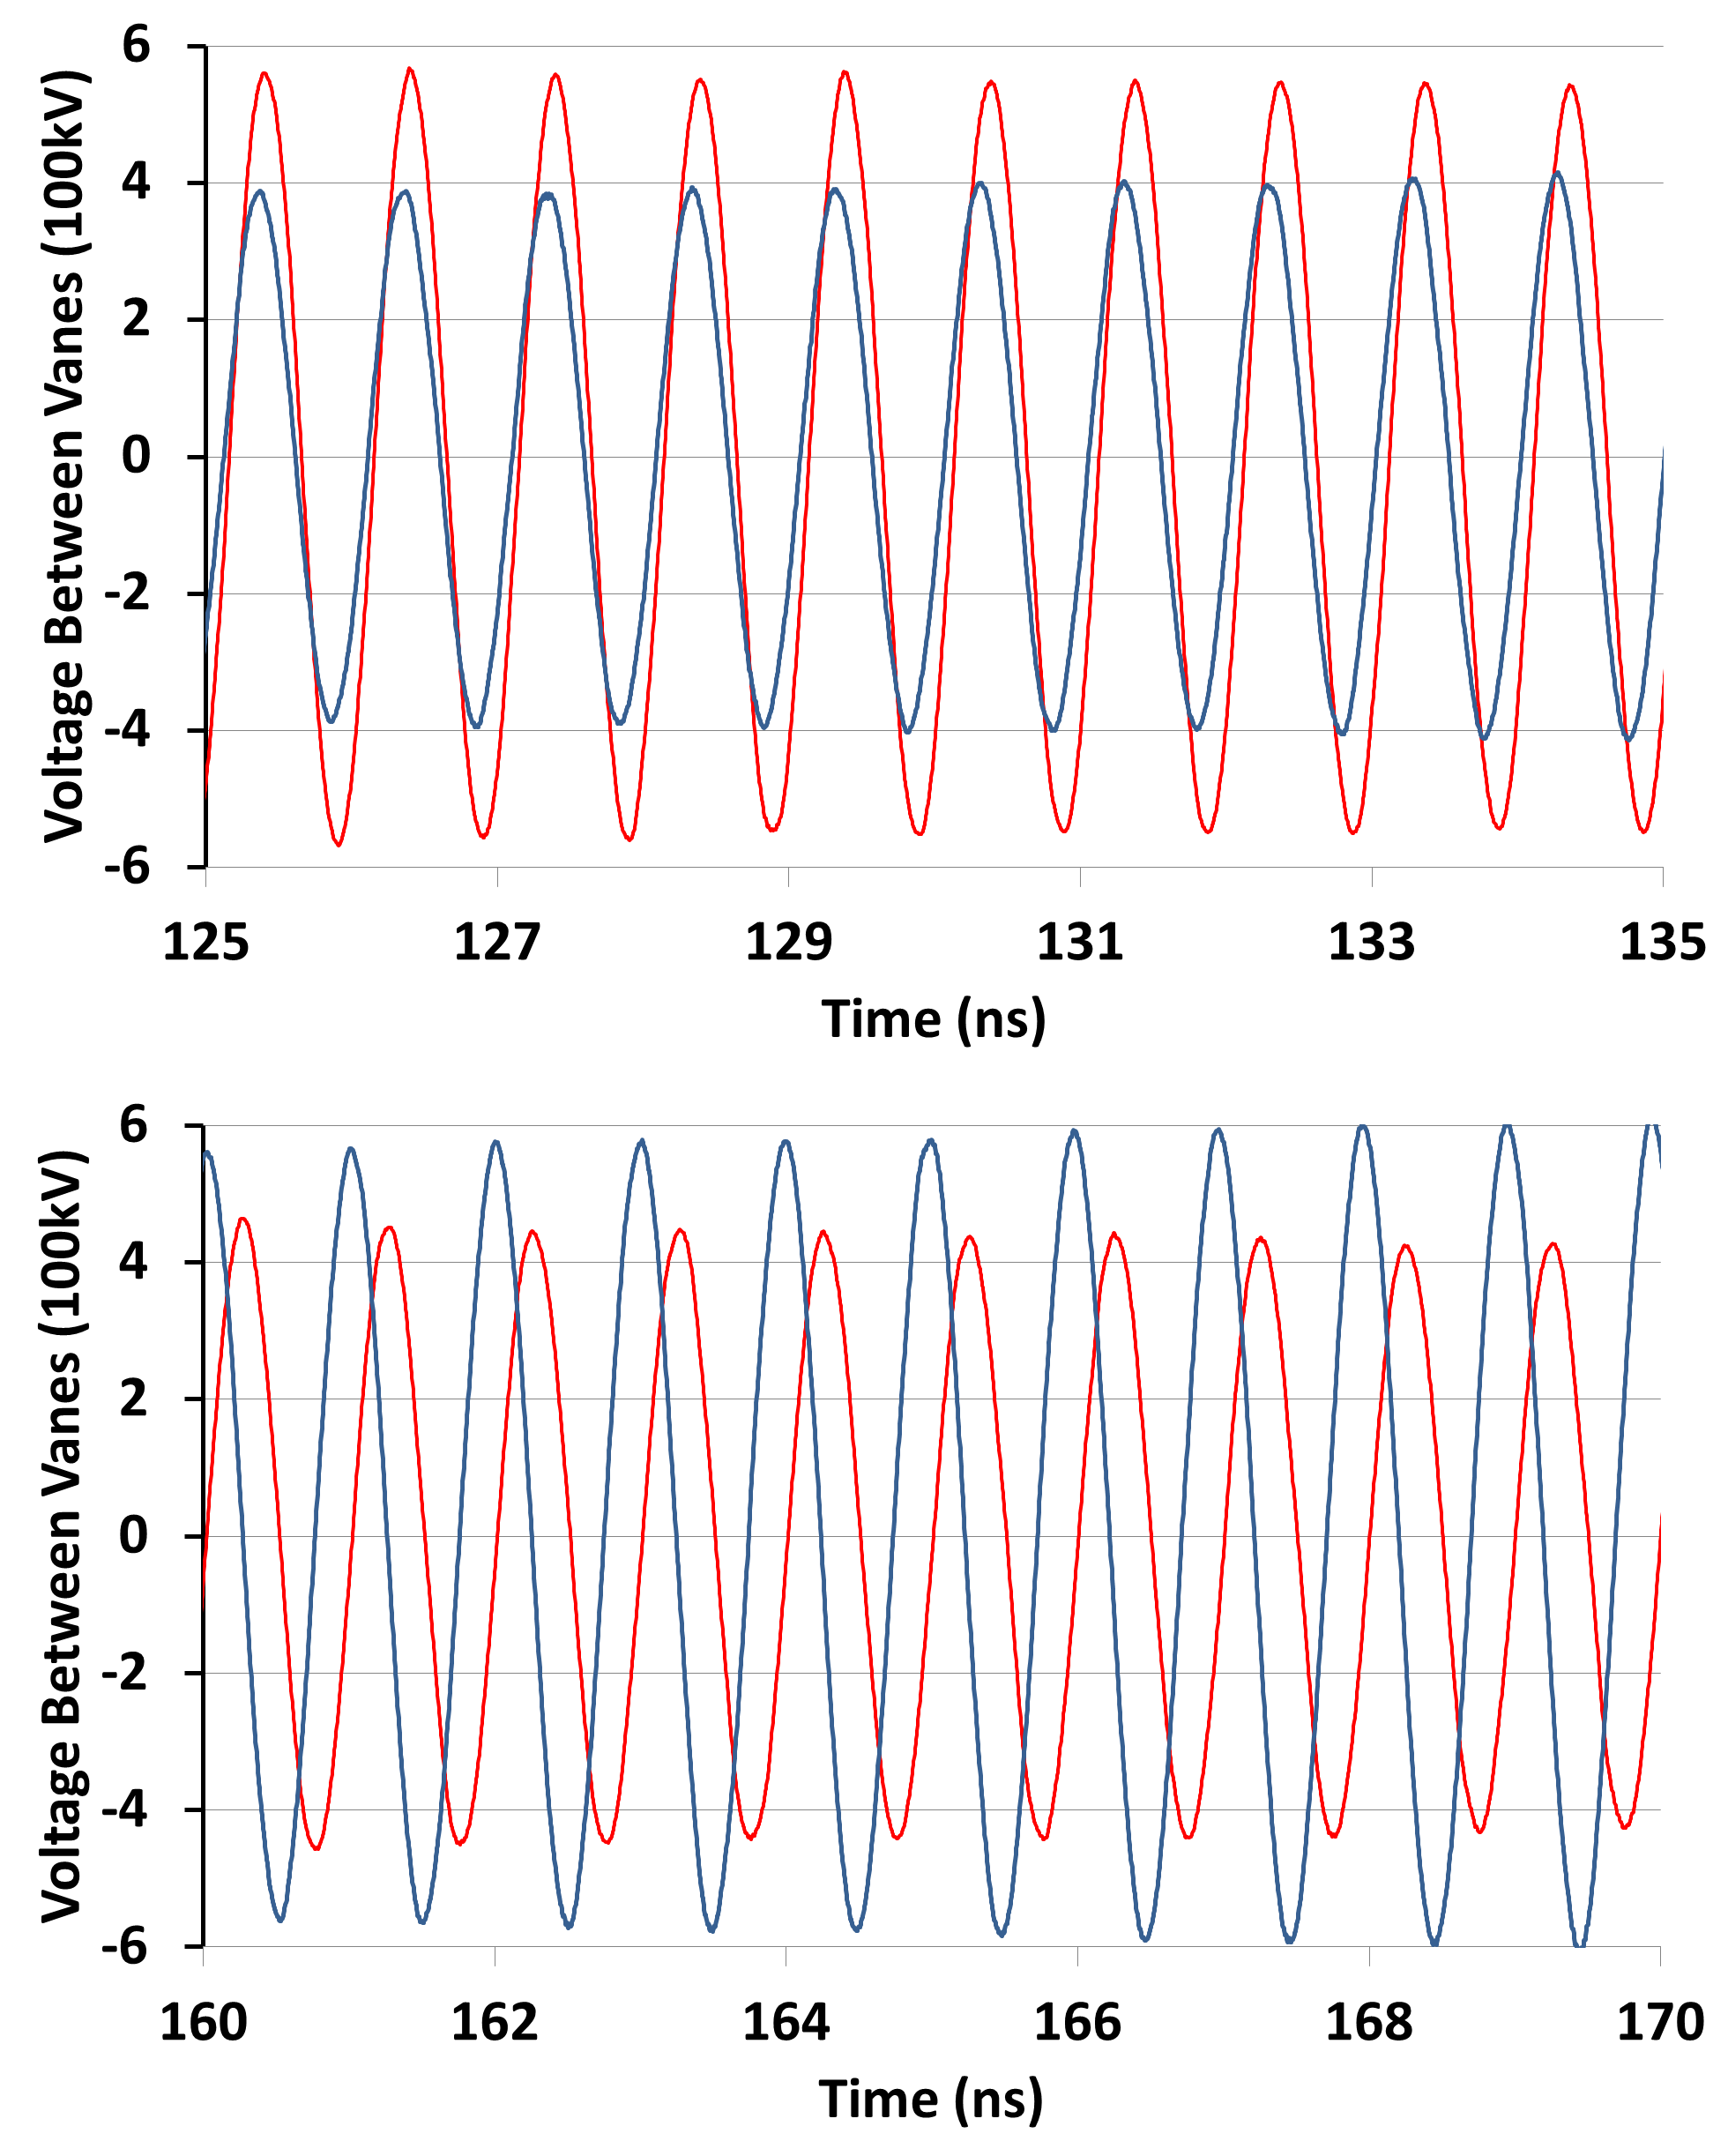 Voltage Between Vanes (100kV)
6
4
2
0
-2
-4
-6
125 127 129 131 133 135
Time (ns)
Voltage Between Vanes (100kV)
6
4
2
0
-2
-4
-6
160 162 164 166 168 170
Time (ns)